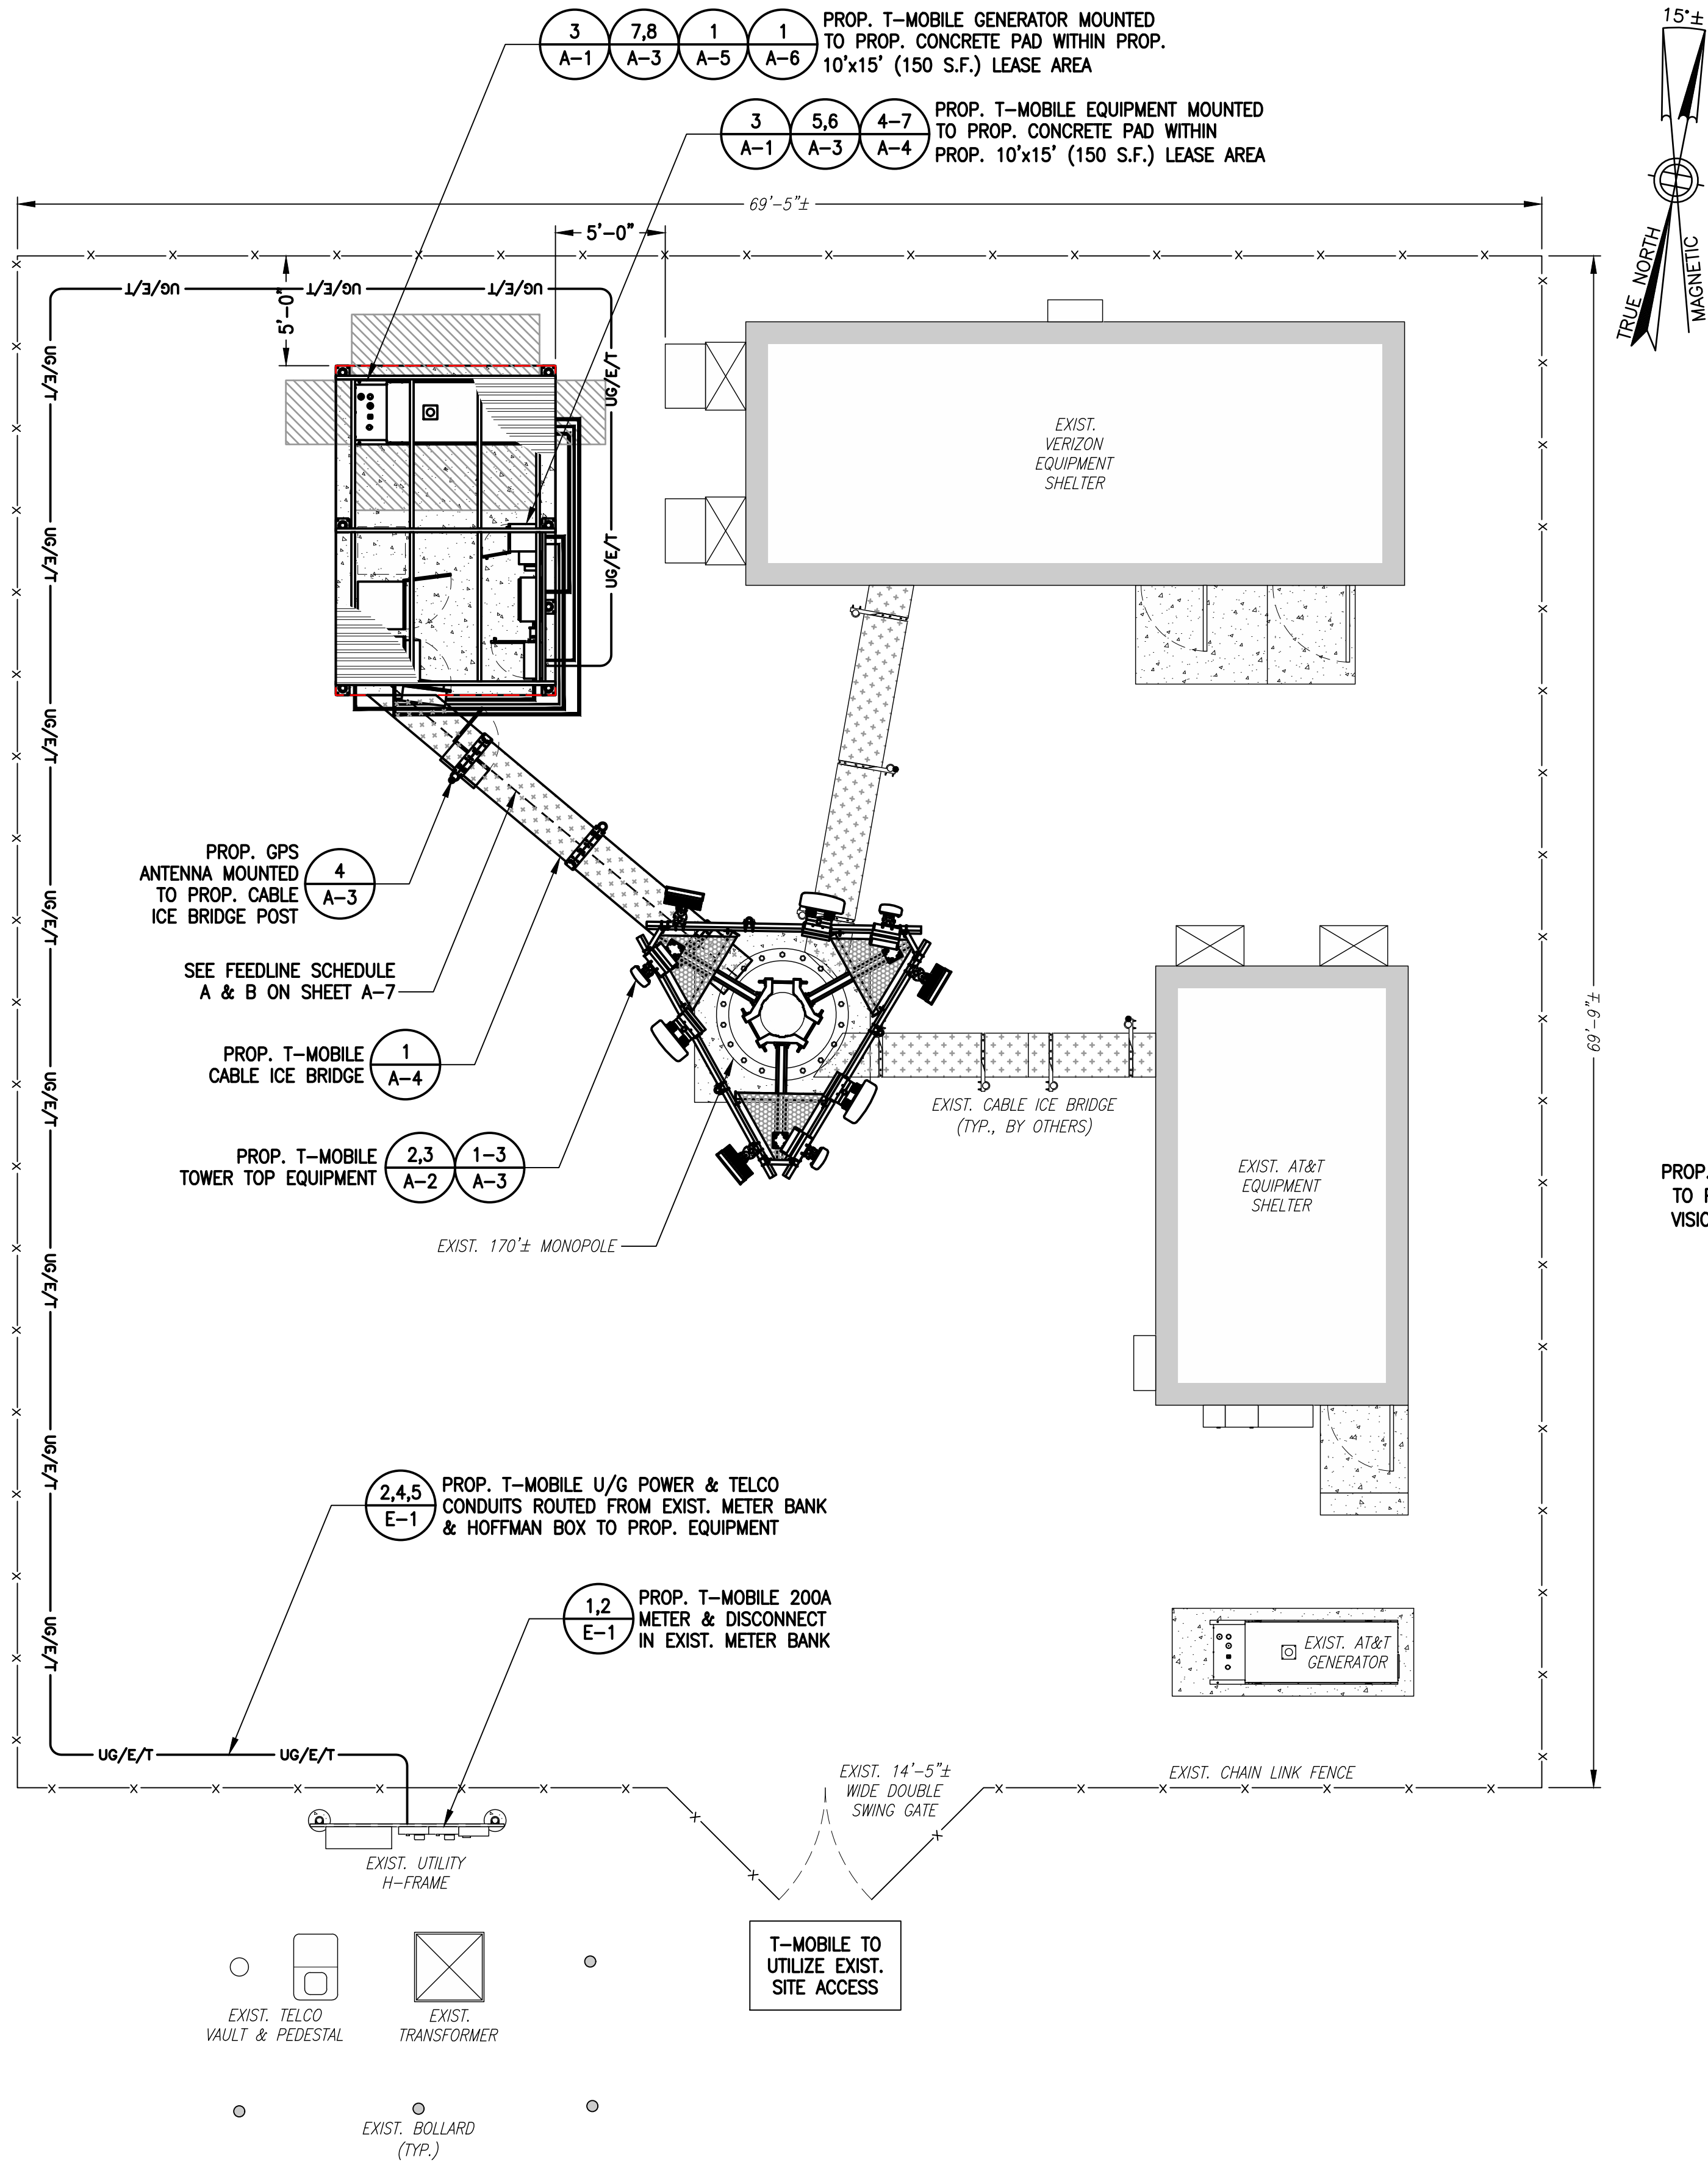 3
A-1
7,8
A-3
1
A-5
1
A-6
PROP. T-MOBILE GENERATOR MOUNTED
TO PROP. CONCRETE PAD WITHIN PROP.
10'x15' (150 S.F.) LEASE AREA
15°±
3
A-1
5,6
A-3
4-7
A-4
PROP. T-MOBILE EQUIPMENT MOUNTED
TO PROP. CONCRETE PAD WITHIN
PROP. 10'x15' (150 S.F.) LEASE AREA
TRUE NORTH
MAGNETIC
69'-5"±
5'-0"
5'-0"
UG/E/T
UG/E/T
UG/E/T
UG/E/T
UG/E/T
UG/E/T
UG/E/T
UG/E/T
UG/E/T
UG/E/T
UG/E/T
UG/E/T
UG/E/T
EXIST.
VERIZON
EQUIPMENT
SHELTER
PROP. GPS
ANTENNA MOUNTED
TO PROP. CABLE
ICE BRIDGE POST
4
A-3
SEE FEEDLINE SCHEDULE
A & B ON SHEET A-7
PROP. T-MOBILE
CABLE ICE BRIDGE
1
A-4
69'-6"±
EXIST. CABLE ICE BRIDGE
(TYP., BY OTHERS)
PROP. T-MOBILE
TOWER TOP EQUIPMENT
2,3
A-2
1-3
A-3
EXIST. AT&T
EQUIPMENT
SHELTER
PROP.
TO
VISIO
EXIST. 170'± MONOPOLE
2,4,5
E-1
PROP. T-MOBILE U/G POWER & TELCO
CONDUITS ROUTED FROM EXIST. METER BANK
& HOFFMAN BOX TO PROP. EQUIPMENT
1,2
E-1
PROP. T-MOBILE 200A
METER & DISCONNECT
IN EXIST. METER BANK
EXIST. AT&T
GENERATOR
UG/E/T
UG/E/T
EXIST. 14'-5"±
WIDE DOUBLE
SWING GATE
EXIST. CHAIN LINK FENCE
EXIST. UTILITY
H-FRAME
T-MOBILE TO
UTILIZE EXIST.
SITE ACCESS
EXIST. TELCO
VAULT & PEDESTAL
EXIST.
TRANSFORMER
EXIST. BOLLARD
(TYP.)